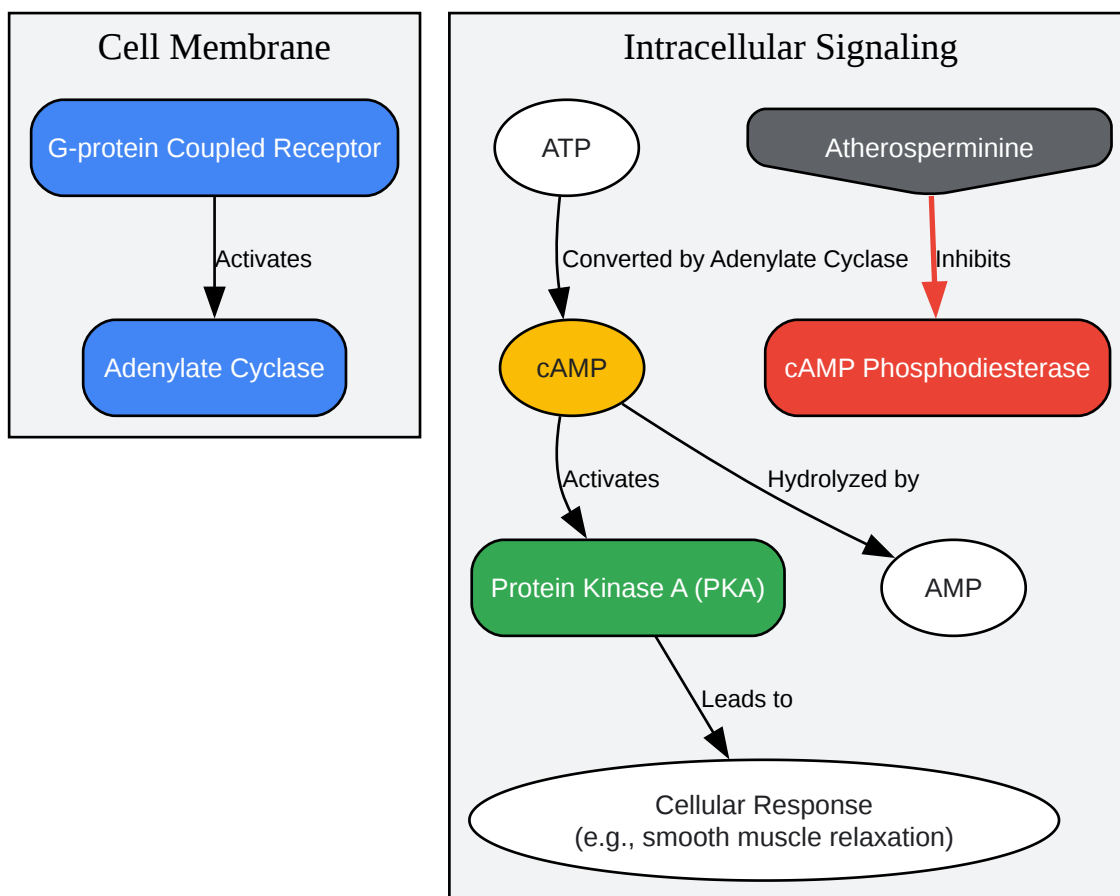 Cell Membrane
G-protein Coupled Receptor
Activates
Adenylate Cyclase
Intracellular Signaling
ATP
Atherosperminine
Converted by Adenylate Cyclase
Inhibits
cAMP
cAMP Phosphodiesterase
Activates
Hydrolyzed by
Protein Kinase A (PKA)
AMP
Leads to
Cellular Response
(e.g., smooth muscle relaxation)